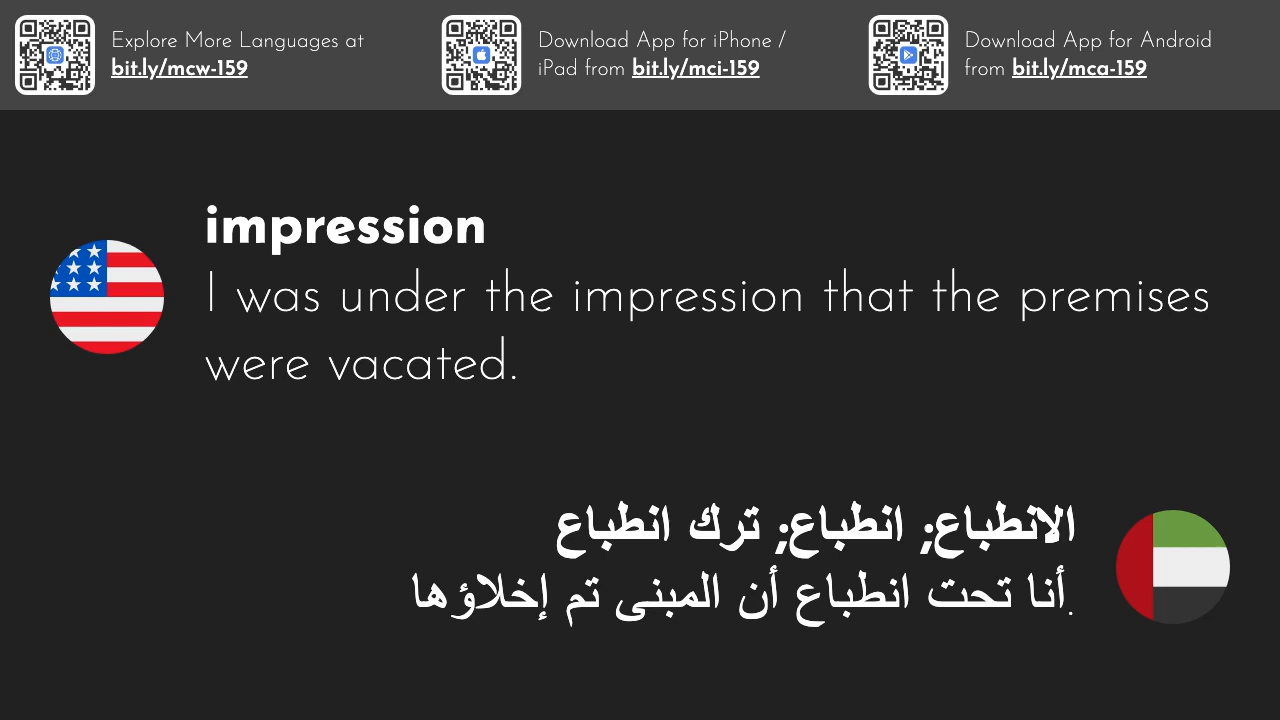 Explore More Languages at
bit.ly/mcw-159
Download App for iPhone /
iPad from bit.ly/mci-159
Download App for Android
from bit.ly/mca-159
impression
I was under the impression that the premises
were vacated.
الانطباع; انطباع; ترك انطباع
.أنا تحت انطباع أن المبنى تم إخلاؤها